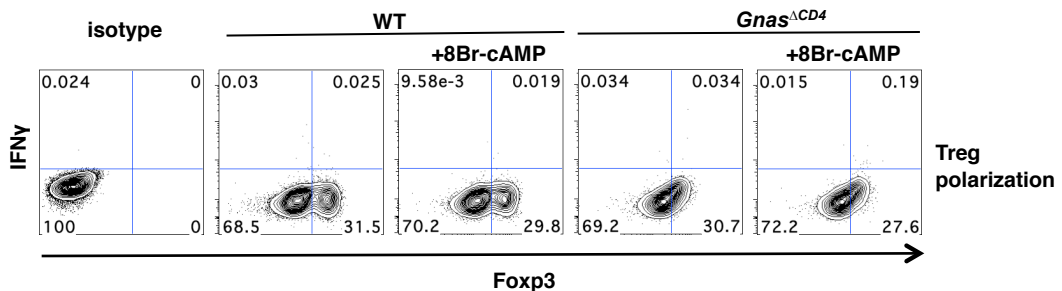 isotype
WT
Gnas^ΔCD4
+8Br-cAMP
+8Br-cAMP
0.024 0
0.03 0.025
9.58e-3 0.019
0.034 0.034
0.015 0.19
IFNγ
Treg
polarization
100 0
68.5 31.5
70.2 29.8
69.2 30.7
72.2 27.6
Foxp3